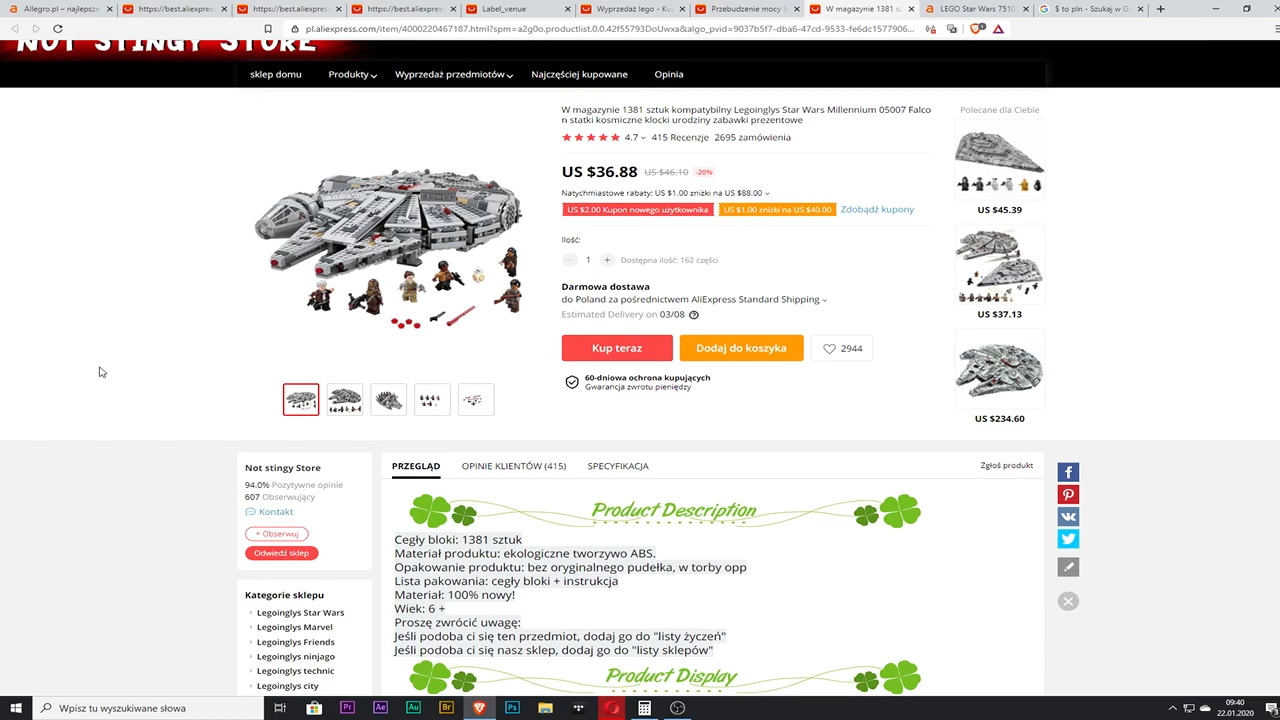 Allegro.pl – najlepsze
https://best.aliexpres
https://best.aliexpres
https://best.aliexpres
Label_venue
Wyprzedaż lego - Ku
Przebudzenie mocy S
W magazynie 1381 sz
LEGO Star Wars 7510
$ to pln - Szukaj w G
pl.aliexpress.com/item/4000220467187.html?spm=a2g0o.productlist.0.0.42f55793DoUwxa&algo_pvid=9037b5f7-dba6-47cd-9533-fe6dc1577906...
NOT STINGY STORE
sklep domu
Produkty
Wyprzedaż przedmiotów
Najczęściej kupowane
Opinia
W magazynie 1381 sztuk kompatybilny Legoinglys Star Wars Millennium 05007 Falco
n statki kosmiczne klocki urodziny zabawki prezentowe
4.7 415 Recenzje 2695 zamówienia
US $36.88 US $46.10 -20%
Natychmiastowe rabaty: US $1.00 zniżki na US $88.00
US $2.00 Kupon nowego użytkownika US $1.00 zniżki na US $40.00 Zdobądź kupony
Ilość:
1 Dostępna ilość: 162 części
Darmowa dostawa
do Poland za pośrednictwem AliExpress Standard Shipping
Estimated Delivery on 03/08
Kup teraz Dodaj do koszyka 2944
60-dniowa ochrona kupujących
Gwarancja zwrotu pieniędzy
Polecane dla Ciebie
US $45.39
US $37.13
US $234.60
Not stingy Store
94.0% Pozytywne opinie
607 Obserwujący
Kontakt
+ Obserwuj
Odwiedź sklep
Kategorie sklepu
Legoinglys Star Wars
Legoinglys Marvel
Legoinglys Friends
Legoinglys ninjago
Legoinglys technic
Legoinglys city
PRZEGLĄD OPINIE KLIENTÓW (415) SPECYFIKACJA Zgłoś produkt
Product Description
Cegły bloki: 1381 sztuk
Materiał produktu: ekologiczne tworzywo ABS.
Opakowanie produktu: bez oryginalnego pudełka, w torby opp
Lista pakowania: cegły bloki + instrukcja
Materiał: 100% nowy!
Wiek: 6 +
Proszę zwrócić uwagę:
Jeśli podoba ci się ten przedmiot, dodaj go do "listy życzeń"
Jeśli podoba ci się nasz sklep, dodaj go do "listy sklepów"
Product Display
Wpisz tu wyszukiwane słowa
Pr
Ae
Au
Br
Ps
09:40
22.01.2020